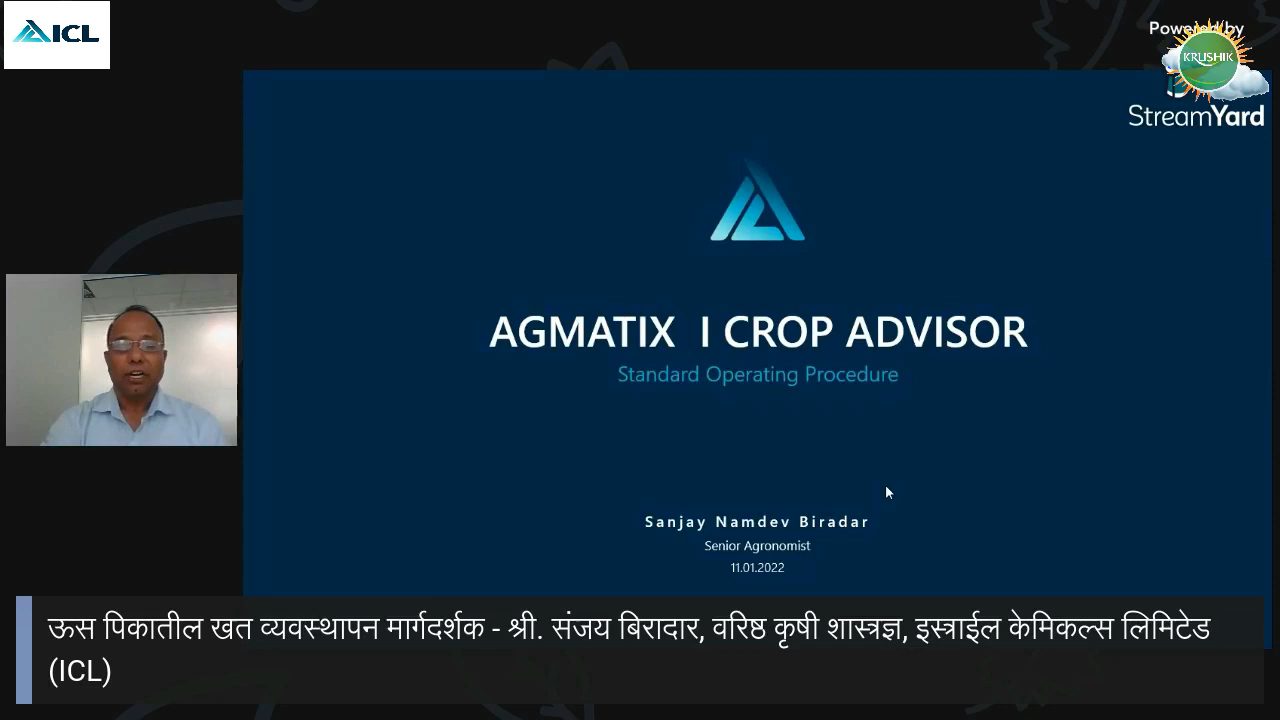 ICL
Powered by
KRUSHIK
StreamYard
AGMATIX I CROP ADVISOR
Standard Operating Procedure
Sanjay Namdev Biradar
Senior Agronomist
11.01.2022
ऊस पिकातील खत व्यवस्थापन मार्गदर्शक - श्री. संजय बिरादार, वरिष्ठ कृषी शास्त्रज्ञ, इस्त्राईल केमिकल्स लिमिटेड
(ICL)